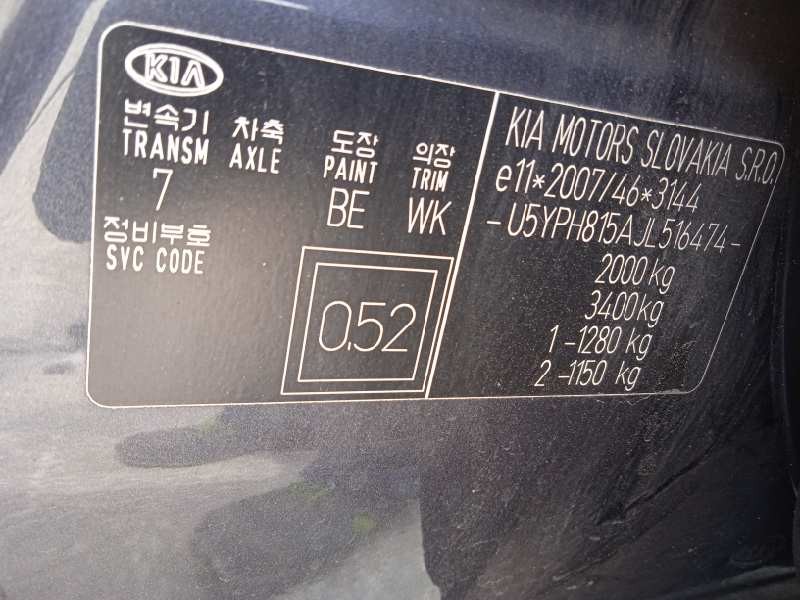 KIA
변속기 차축 도장 의장
TRANSM AXLE PAINT TRIM
7 BE WK
정비부호
SVC CODE
0.52
KIA MOTORS SLOVAKIA S.R.O.
e11*2007/46*3144
-U5YPH815AJL516474-
2000 kg
3400 kg
1 -1280 kg
2 -1150 kg